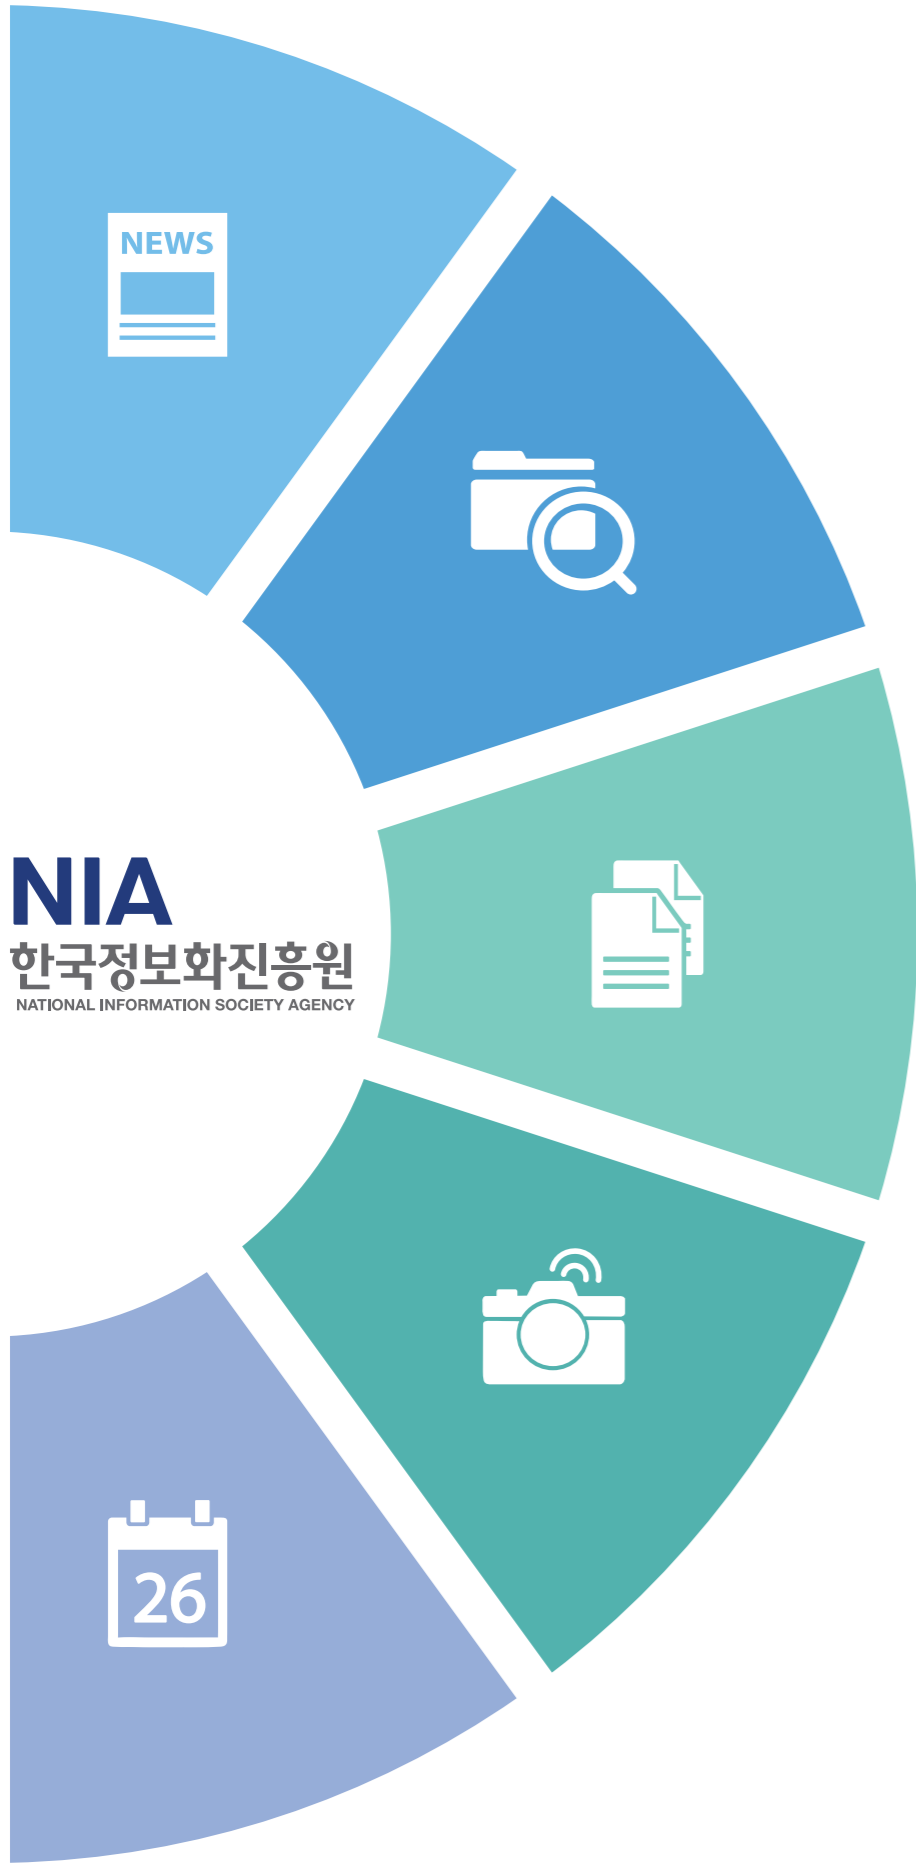 NEWS
NIA
한국정보화진흥원
NATIONAL INFORMATION SOCIETY AGENCY
26